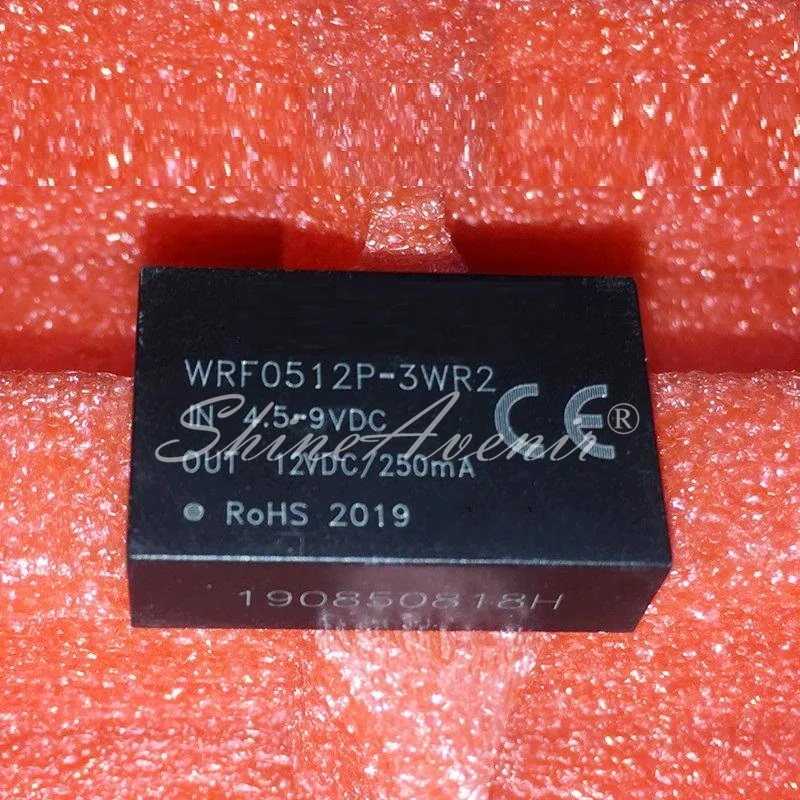 WRF0512P-3WR2
IN 4.5-9VDC
CE
ShineAvenir®
OUT 12VDC/250mA
RoHS 2019
190850818H